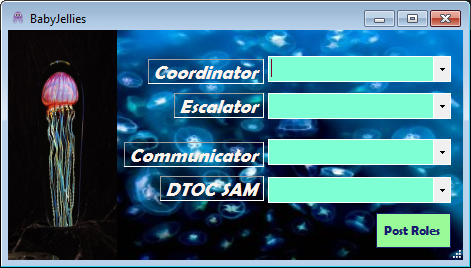 BabyJellies
Coordinator
Escalator
Communicator
DTOC SAM
Post Roles